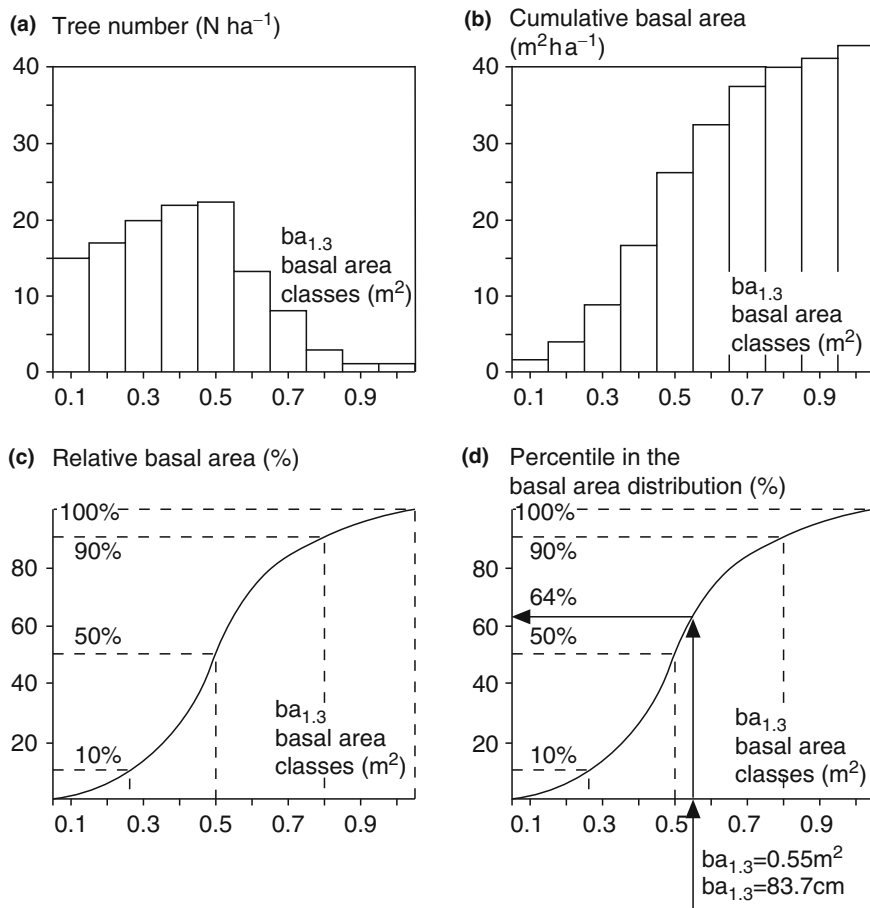 (a) Tree number (N ha⁻¹)
40
30
20
10
0
ba₁.₃
basal area
classes (m²)
0.1 0.3 0.5 0.7 0.9
(b) Cumulative basal area
(m² ha⁻¹)
40
30
20
10
0
ba₁.₃
basal area
classes (m²)
0.1 0.3 0.5 0.7 0.9
(c) Relative basal area (%)
100%
90%
80
60
50%
40
20
10%
ba₁.₃
basal area
classes (m²)
0.1 0.3 0.5 0.7 0.9
(d) Percentile in the
basal area distribution (%)
100%
90%
80
64%
60
50%
40
20
10%
ba₁.₃
basal area
classes (m²)
0.1 0.3 0.5 0.7 0.9
ba₁.₃=0.55m²
ba₁.₃=83.7cm